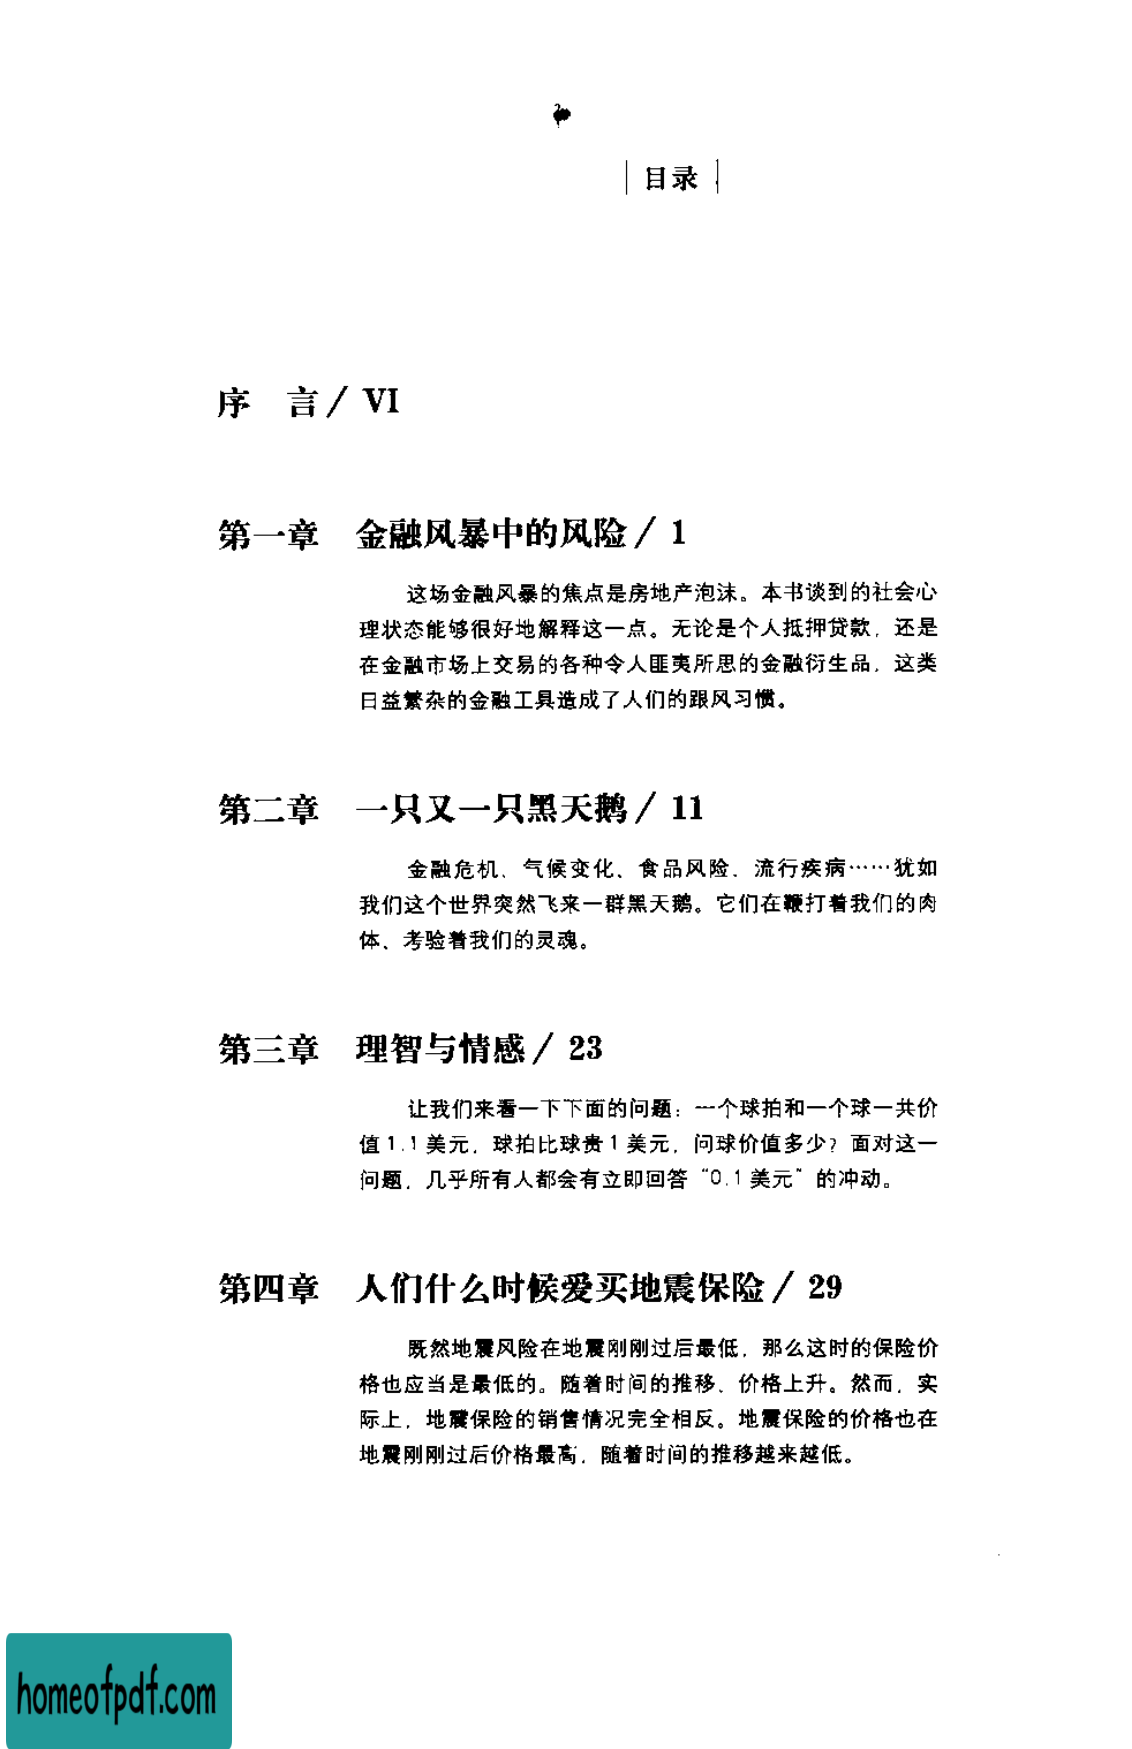 目录
序　言 / VI
第一章　金融风暴中的风险 / 1
这场金融风暴的焦点是房地产泡沫。本书谈到的社会心
理状态能够很好地解释这一点。无论是个人抵押贷款，还是
在金融市场上交易的各种令人匪夷所思的金融衍生品，这类
日益繁杂的金融工具造成了人们的跟风习惯。
第二章　一只又一只黑天鹅 / 11
金融危机、气候变化、食品风险、流行疾病……犹如
我们这个世界突然飞来一群黑天鹅。它们在鞭打着我们的肉
体、考验着我们的灵魂。
第三章　理智与情感 / 23
让我们来看一下下面的问题：一个球拍和一个球一共价
值 1.1 美元，球拍比球贵 1 美元，问球价值多少？面对这一
问题，几乎所有人都会有立即回答“0.1 美元”的冲动。
第四章　人们什么时候爱买地震保险 / 29
既然地震风险在地震刚刚过后最低，那么这时的保险价
格也应当是最低的。随着时间的推移，价格上升。然而，实
际上，地震保险的销售情况完全相反。地震保险的价格也在
地震刚刚过后价格最高，随着时间的推移越来越低。
homeofpdf.com